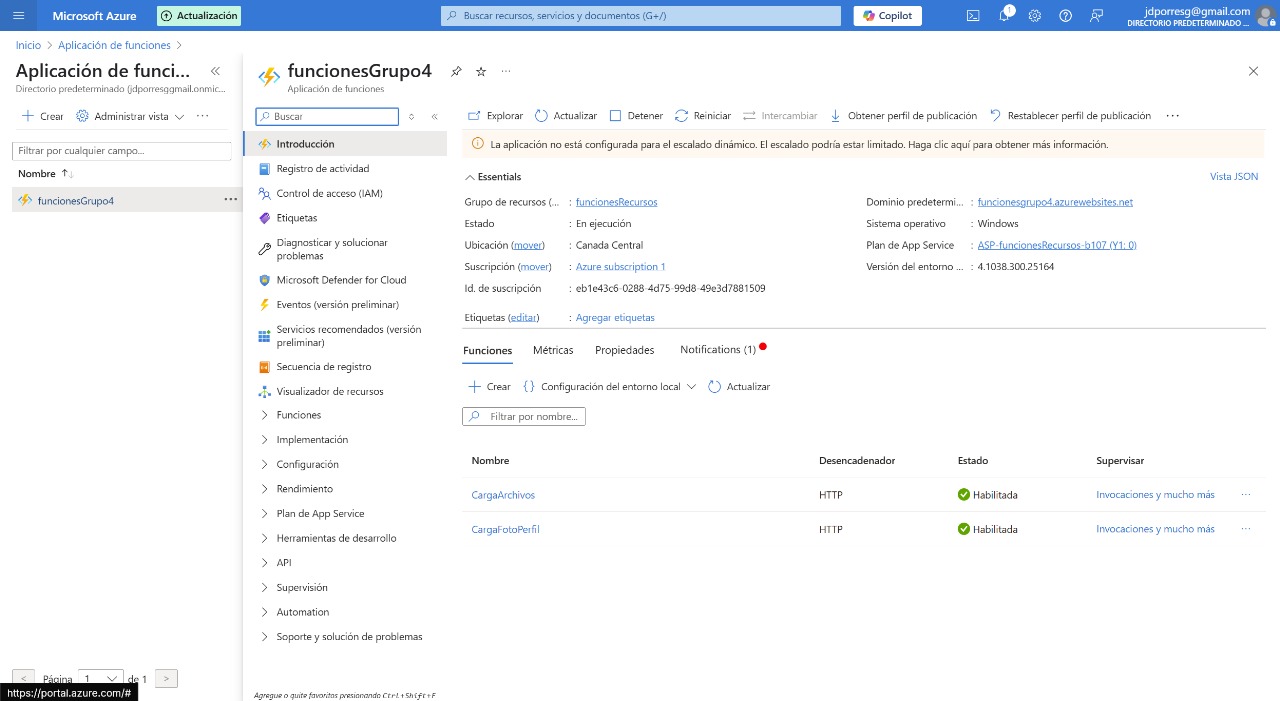 Microsoft Azure
Actualización
Buscar recursos, servicios y documentos (G+/)
Copilot
1
jdporresg@gmail.com
DIRECTORIO PREDETERMINADO ...
Inicio > Aplicación de funciones >
Aplicación de funci... «
Directorio predeterminado (jdporresggmail.onmic...
Crear Administrar vista ...
Filtrar por cualquier campo...
Nombre ↑↓
funcionesGrupo4 ...
< Página 1 de 1 >
https://portal.azure.com/#
funcionesGrupo4 ...
Aplicación de funciones
Buscar «
Introducción
Registro de actividad
Control de acceso (IAM)
Etiquetas
Diagnosticar y solucionar
problemas
Microsoft Defender for Cloud
Eventos (versión preliminar)
Servicios recomendados (versión
preliminar)
Secuencia de registro
Visualizador de recursos
Funciones
Implementación
Configuración
Rendimiento
Plan de App Service
Herramientas de desarrollo
API
Supervisión
Automation
Soporte y solución de problemas
Agregue o quite favoritos presionando Ctrl+Shift+F
Explorar Actualizar Detener Reiniciar Intercambiar Obtener perfil de publicación Restablecer perfil de publicación ...
La aplicación no está configurada para el escalado dinámico. El escalado podría estar limitado. Haga clic aquí para obtener más información.
Essentials Vista JSON
Grupo de recursos (... : funcionesRecursos
Estado : En ejecución
Ubicación (mover) : Canada Central
Suscripción (mover) : Azure subscription 1
Id. de suscripción : eb1e43c6-0288-4d75-99d8-49e3d7881509
Etiquetas (editar) : Agregar etiquetas
Dominio predetermi... : funcionesgrupo4.azurewebsites.net
Sistema operativo : Windows
Plan de App Service : ASP-funcionesRecursos-b107 (Y1: 0)
Versión del entorno ... : 4.1038.300.25164
Funciones Métricas Propiedades Notifications (1)
Crear {} Configuración del entorno local Actualizar
Filtrar por nombre...
Nombre Desencadenador Estado Supervisar
CargaArchivos HTTP Habilitada Invocaciones y mucho más ...
CargaFotoPerfil HTTP Habilitada Invocaciones y mucho más ...